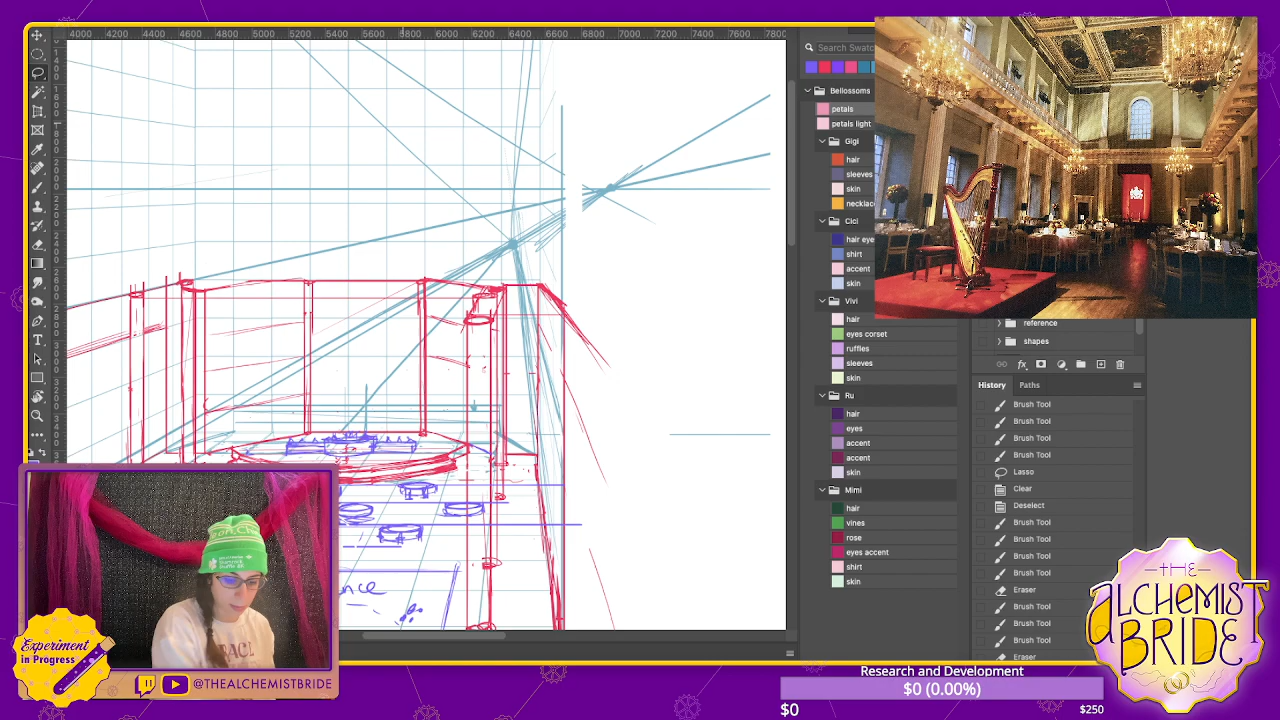 4000 4200 4400 4600 4800 5000 5200 5400 5600 5800 6000 6200 6400 6600 6800 7000 7200 7400 7600 7800
Search Swatc
Bellossoms
petals
petals light
Gigi
hair
sleeves
skin
necklace
Cici
hair eye
shirt
accent
skin
Vivi
hair
eyes corset
ruffles
sleeves
skin
Ru
hair
eyes
accent
accent
skin
Mimi
hair
vines
rose
eyes accent
shirt
skin
reference
shapes
fx
History Paths
Brush Tool
Brush Tool
Brush Tool
Brush Tool
Lasso
Clear
Deselect
Brush Tool
Brush Tool
Brush Tool
Brush Tool
Eraser
Brush Tool
Brush Tool
Brush Tool
Eraser
nce
Experiment
in Progress
@THEALCHEMISTBRIDE
THE
ALCHEMIST
BRIDE
Research and Development
$0 (0.00%)
$0 $250